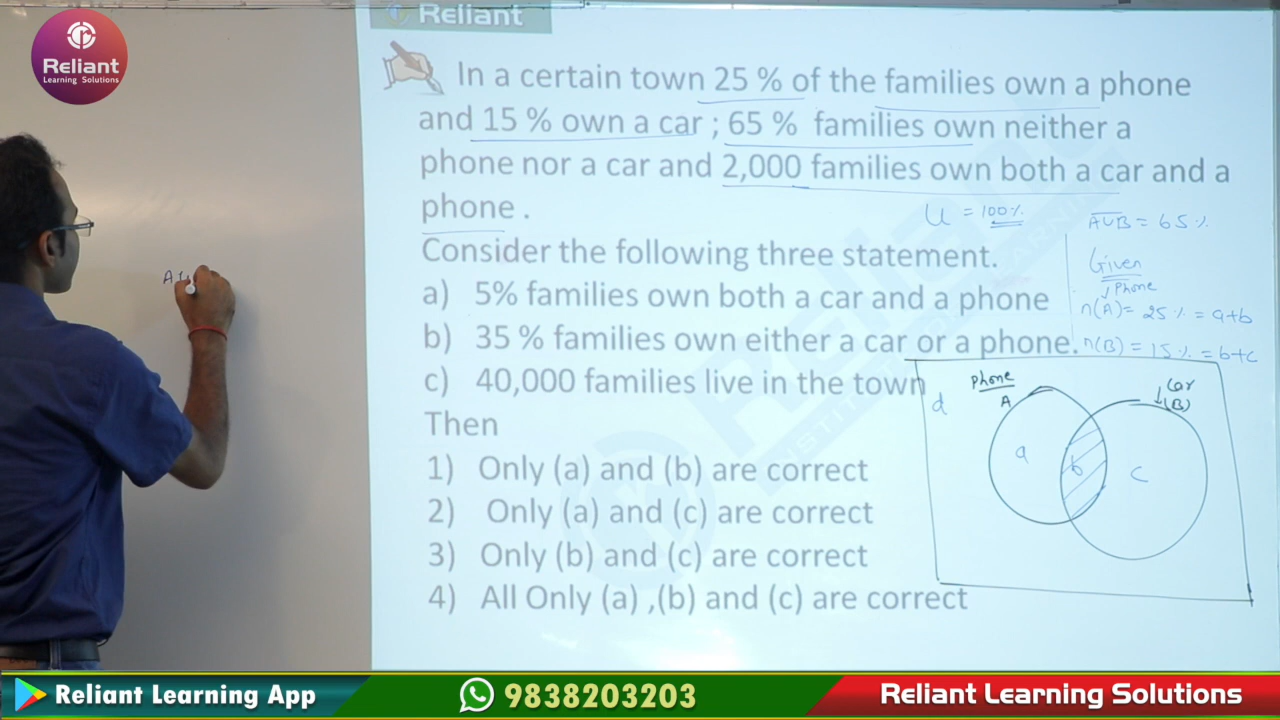 Reliant
Reliant
Learning Solutions
In a certain town 25 % of the families own a phone
and 15 % own a car ; 65 % families own neither a
phone nor a car and 2,000 families own both a car and a
phone .
U = 100%
AUB = 65%
Consider the following three statement.
Given
a) 5% families own both a car and a phone
↓ Phone
n(A)= 25% = a+b
b) 35 % families own either a car or a phone.
n(B) = 15% = b+c
c) 40,000 families live in the town
Phone
A
↓ Car
(B)
d
a
b
c
Then
1) Only (a) and (b) are correct
2) Only (a) and (c) are correct
3) Only (b) and (c) are correct
4) All Only (a) ,(b) and (c) are correct
Reliant Learning App
9838203203
Reliant Learning Solutions